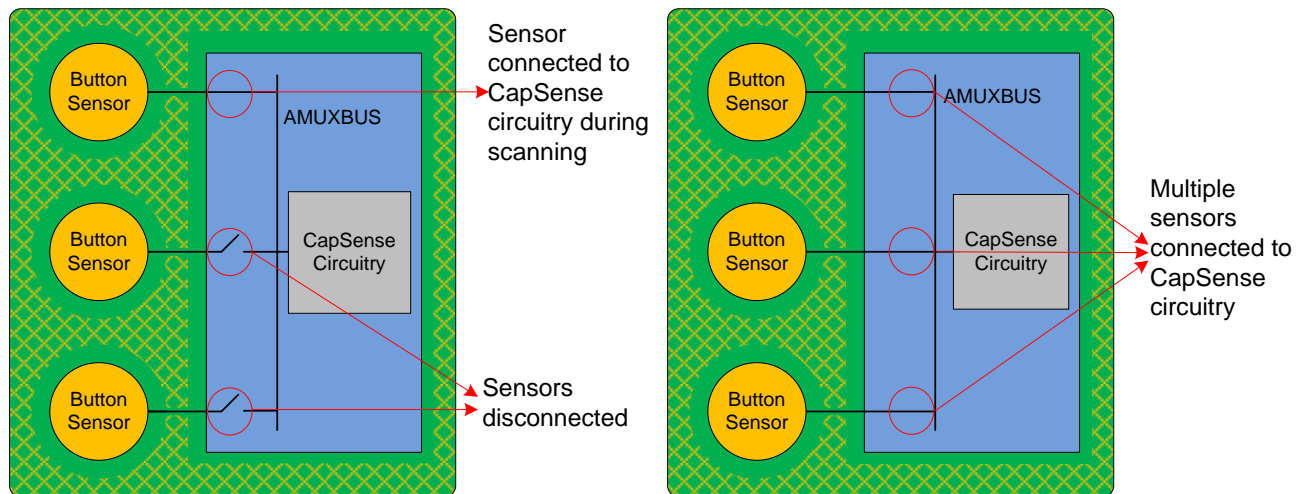 Button
Sensor
AMUXBUS
Sensor
connected to
CapSense
circuitry during
scanning
Button
Sensor
CapSense
Circuitry
Button
Sensor
Sensors
disconnected
Button
Sensor
AMUXBUS
Button
Sensor
CapSense
Circuitry
Multiple
sensors
connected to
CapSense
circuitry
Button
Sensor